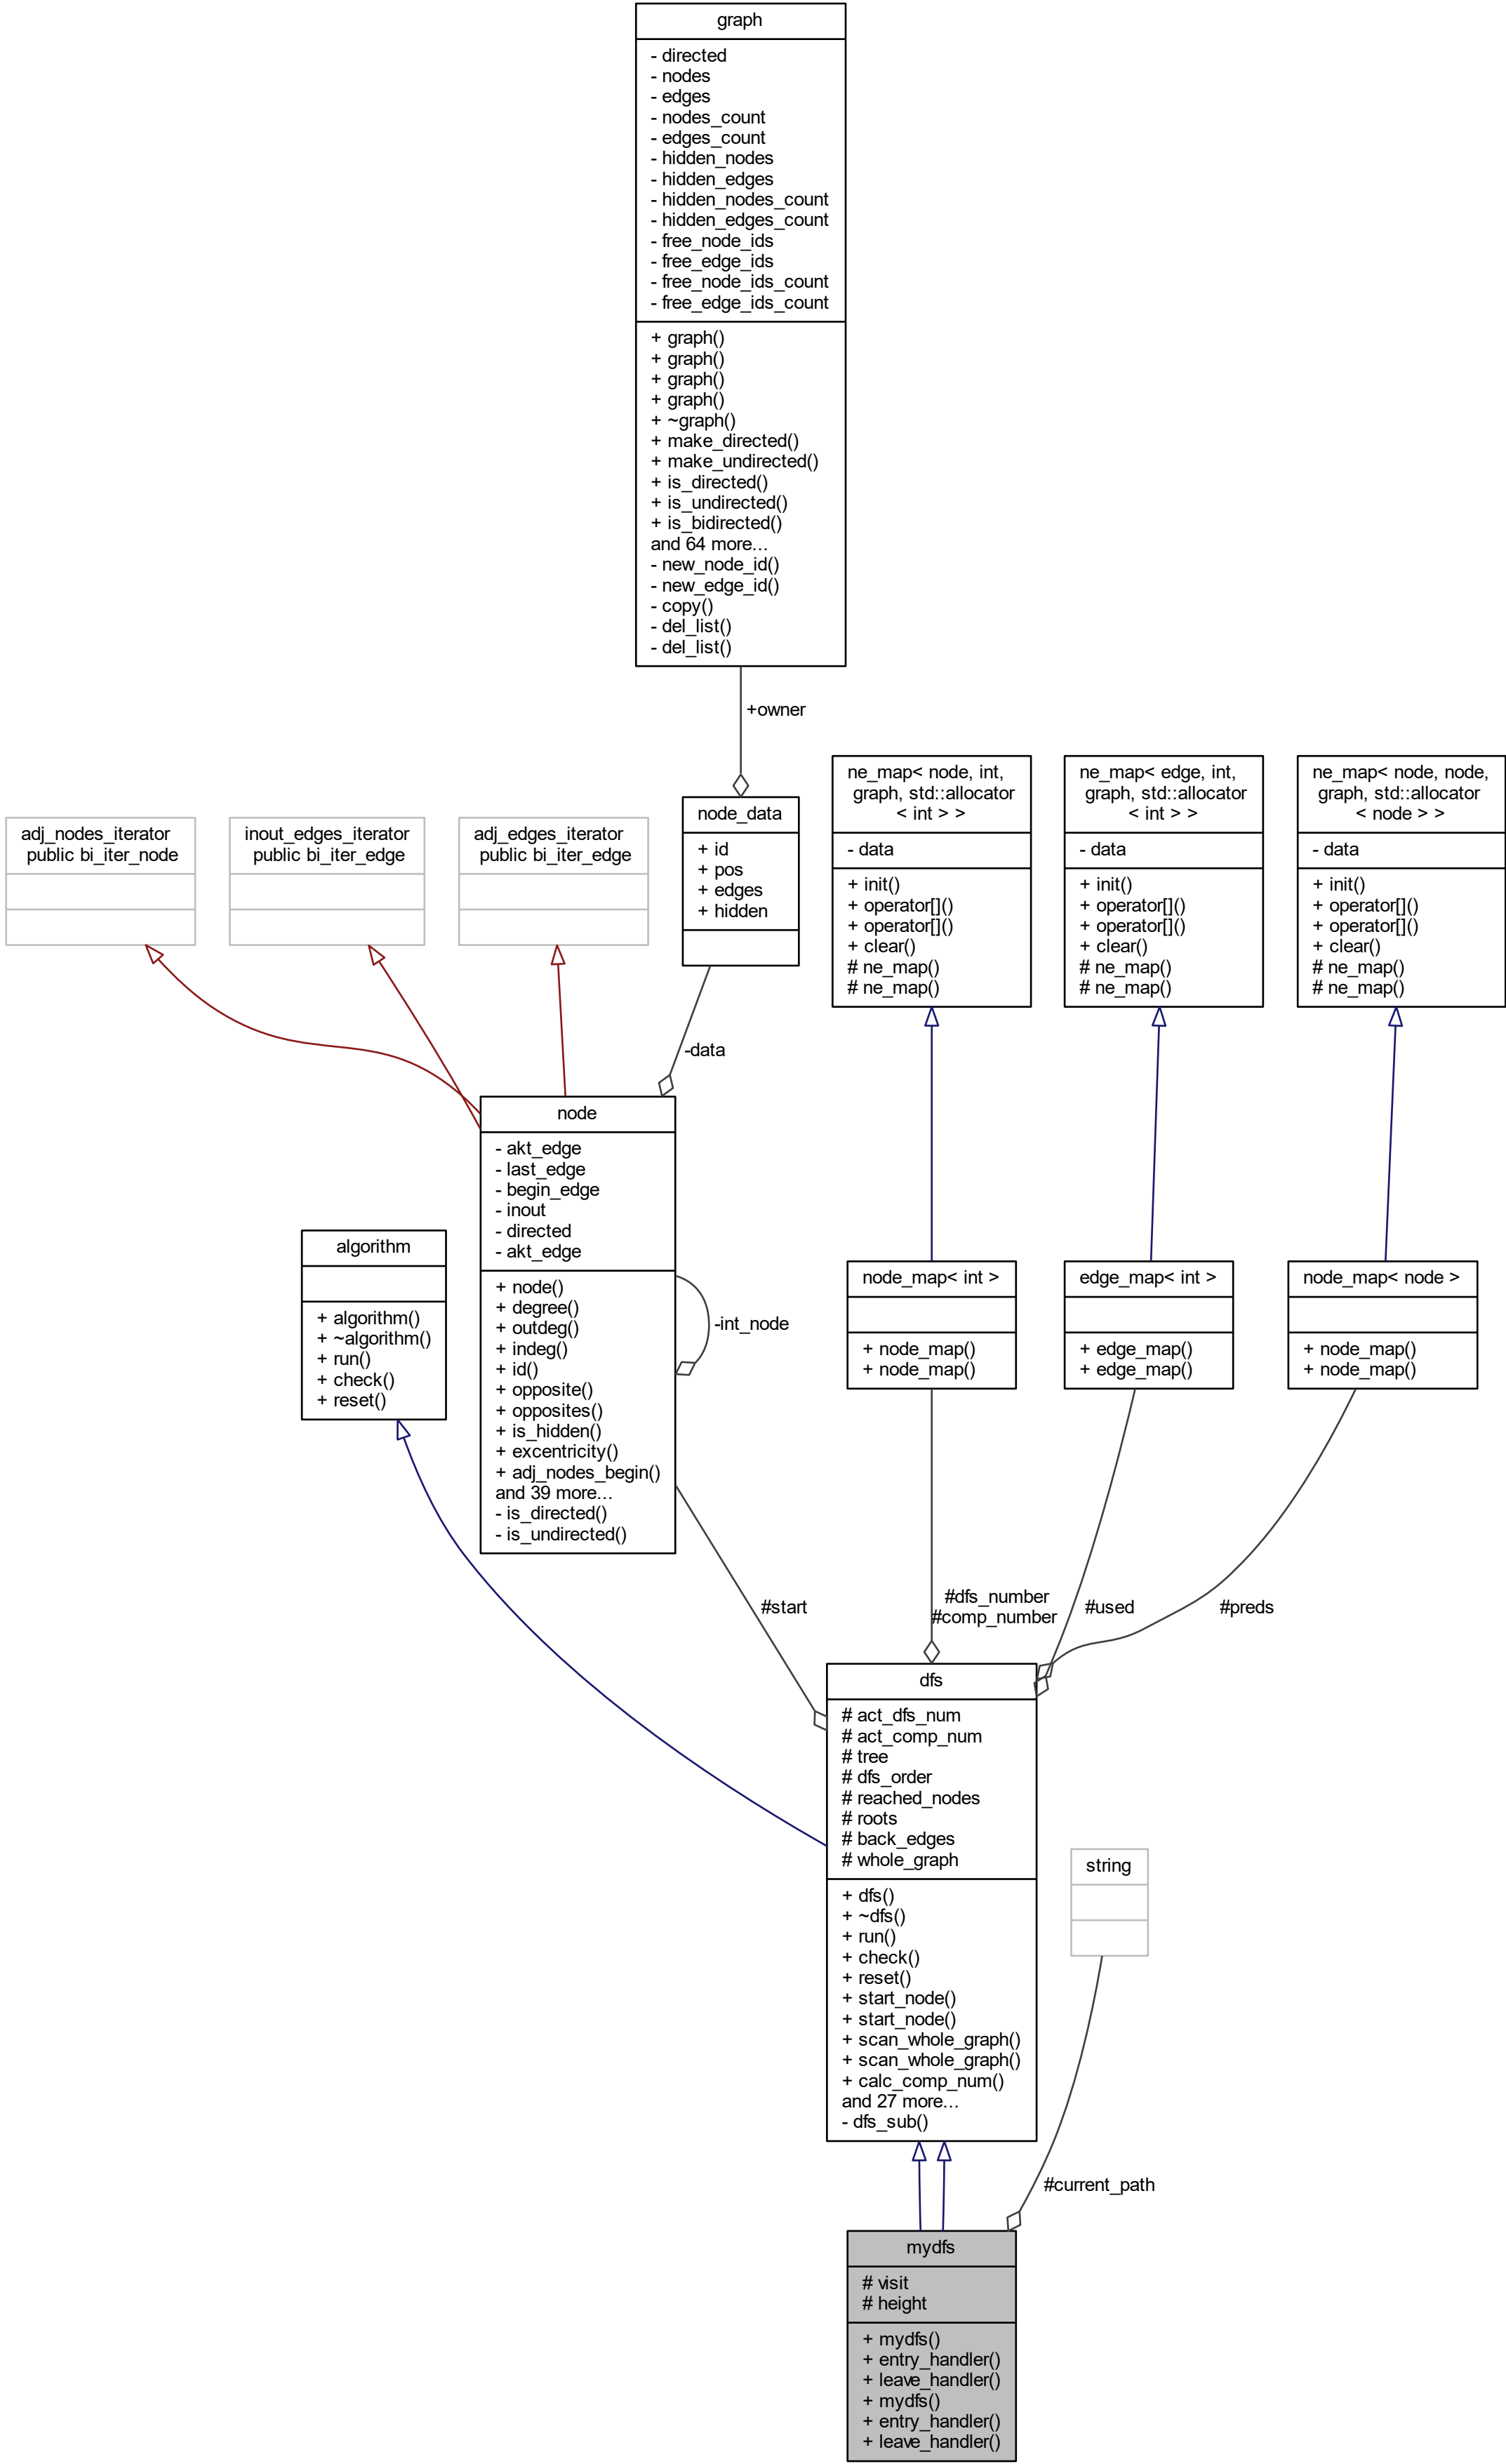 graph
- directed
- nodes
- edges
- nodes_count
- edges_count
- hidden_nodes
- hidden_edges
- hidden_nodes_count
- hidden_edges_count
- free_node_ids
- free_edge_ids
- free_node_ids_count
- free_edge_ids_count
+ graph()
+ graph()
+ graph()
+ graph()
+ ~graph()
+ make_directed()
+ make_undirected()
+ is_directed()
+ is_undirected()
+ is_bidirected()
and 64 more...
- new_node_id()
- new_edge_id()
- copy()
- del_list()
- del_list()
+owner
adj_nodes_iterator
public bi_iter_node
inout_edges_iterator
public bi_iter_edge
adj_edges_iterator
public bi_iter_edge
node_data
+ id
+ pos
+ edges
+ hidden
ne_map< node, int,
graph, std::allocator
< int > >
- data
+ init()
+ operator[]()
+ operator[]()
+ clear()
# ne_map()
# ne_map()
ne_map< edge, int,
graph, std::allocator
< int > >
- data
+ init()
+ operator[]()
+ operator[]()
+ clear()
# ne_map()
# ne_map()
ne_map< node, node,
graph, std::allocator
< node > >
- data
+ init()
+ operator[]()
+ operator[]()
+ clear()
# ne_map()
# ne_map()
-data
node
- akt_edge
- last_edge
- begin_edge
- inout
- directed
- akt_edge
+ node()
+ degree()
+ outdeg()
+ indeg()
+ id()
+ opposite()
+ opposites()
+ is_hidden()
+ excentricity()
+ adj_nodes_begin()
and 39 more...
- is_directed()
- is_undirected()
-int_node
algorithm
+ algorithm()
+ ~algorithm()
+ run()
+ check()
+ reset()
node_map< int >
+ node_map()
+ node_map()
edge_map< int >
+ edge_map()
+ edge_map()
node_map< node >
+ node_map()
+ node_map()
#start
#dfs_number
#comp_number
#used
#preds
dfs
# act_dfs_num
# act_comp_num
# tree
# dfs_order
# reached_nodes
# roots
# back_edges
# whole_graph
+ dfs()
+ ~dfs()
+ run()
+ check()
+ reset()
+ start_node()
+ start_node()
+ scan_whole_graph()
+ scan_whole_graph()
+ calc_comp_num()
and 27 more...
- dfs_sub()
string
#current_path
mydfs
# visit
# height
+ mydfs()
+ entry_handler()
+ leave_handler()
+ mydfs()
+ entry_handler()
+ leave_handler()